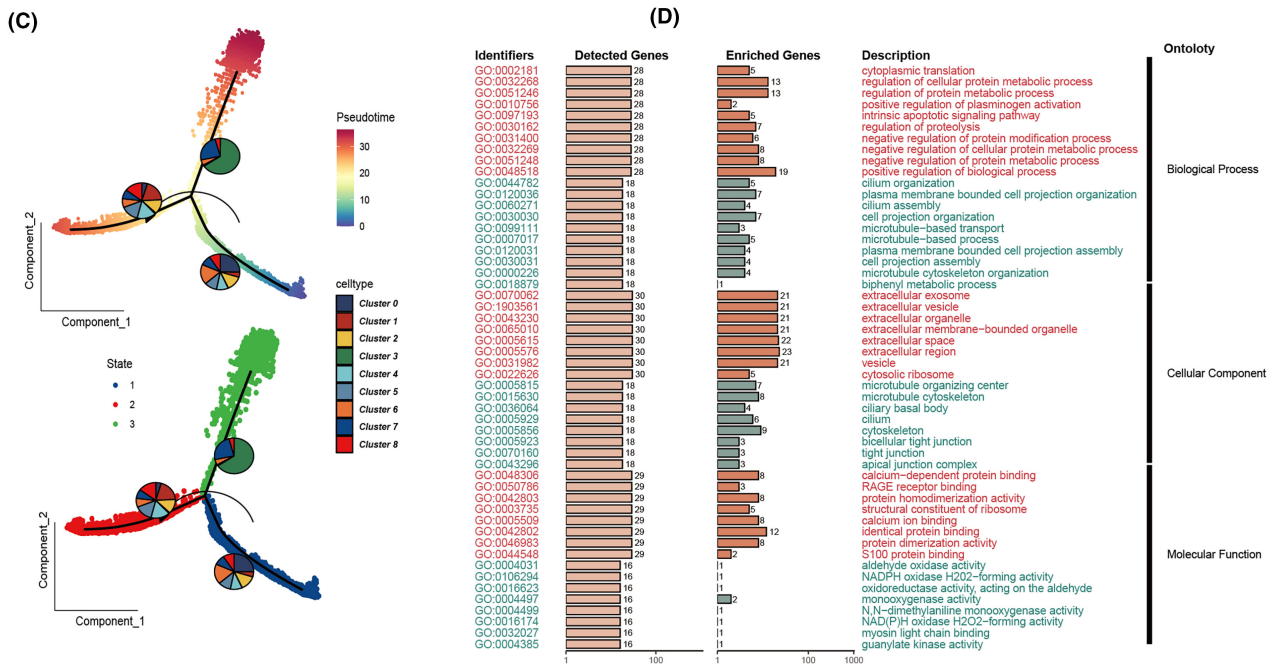 (C)
Pseudotime
30
20
10
0
Component_2
Component_1
celltype
Cluster 0
Cluster 1
Cluster 2
Cluster 3
Cluster 4
Cluster 5
Cluster 6
Cluster 7
Cluster 8
State
1
2
3
Component_2
Component_1
(D)
Identifiers Detected Genes Enriched Genes Description Ontoloty
GO:0002181 28 5 cytoplasmic translation
GO:0032268 28 13 regulation of cellular protein metabolic process
GO:0051246 28 13 regulation of protein metabolic process
GO:0010756 28 2 positive regulation of plasminogen activation
GO:0097193 28 5 intrinsic apoptotic signaling pathway
GO:0030162 28 7 regulation of proteolysis
GO:0031400 28 6 negative regulation of protein modification process
GO:0032269 28 8 negative regulation of cellular protein metabolic process
GO:0051248 28 8 negative regulation of protein metabolic process
GO:0048518 28 19 positive regulation of biological process
Biological Process
GO:0044782 18 5 cilium organization
GO:0120036 18 7 plasma membrane bounded cell projection organization
GO:0060271 18 4 cilium assembly
GO:0030030 18 7 cell projection organization
GO:0099111 18 3 microtubule−based transport
GO:0007017 18 5 microtubule−based process
GO:0120031 18 4 plasma membrane bounded cell projection assembly
GO:0030031 18 4 cell projection assembly
GO:0000226 18 4 microtubule cytoskeleton organization
GO:0018879 18 1 biphenyl metabolic process
GO:0070062 30 21 extracellular exosome
GO:1903561 30 21 extracellular vesicle
GO:0043230 30 21 extracellular organelle
GO:0065010 30 21 extracellular membrane−bounded organelle
GO:0005615 30 22 extracellular space
GO:0005576 30 23 extracellular region
GO:0031982 30 21 vesicle
GO:0022626 30 5 cytosolic ribosome
Cellular Component
GO:0005815 18 7 microtubule organizing center
GO:0015630 18 8 microtubule cytoskeleton
GO:0036064 18 4 ciliary basal body
GO:0005929 18 6 cilium
GO:0005856 18 9 cytoskeleton
GO:0005923 18 3 bicellular tight junction
GO:0070160 18 3 tight junction
GO:0043296 18 3 apical junction complex
GO:0048306 29 8 calcium−dependent protein binding
GO:0050786 29 3 RAGE receptor binding
GO:0042803 29 8 protein homodimerization activity
GO:0003735 29 5 structural constituent of ribosome
GO:0005509 29 8 calcium ion binding
GO:0042802 29 12 identical protein binding
GO:0046983 29 8 protein dimerization activity
GO:0044548 29 2 S100 protein binding
Molecular Function
GO:0004031 16 1 aldehyde oxidase activity
GO:0106294 16 1 NADPH oxidase H202−forming activity
GO:0016623 16 1 oxidoreductase activity, acting on the aldehyde
GO:0004497 16 2 monooxygenase activity
GO:0004499 16 1 N,N−dimethylaniline monooxygenase activity
GO:0016174 16 1 NAD(P)H oxidase H2O2−forming activity
GO:0032027 16 1 myosin light chain binding
GO:0004385 16 1 guanylate kinase activity
1 100 1 10 100 1000